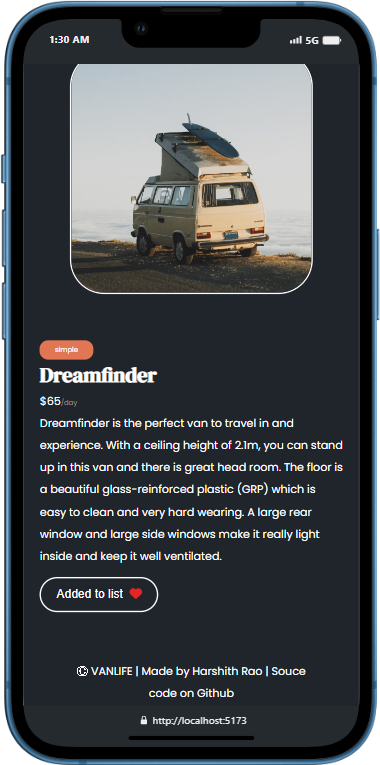 1:30 AM 5G
simple
Dreamfinder
$65/day
Dreamfinder is the perfect van to travel in and
experience. With a ceiling height of 2.1m, you can stand
up in this van and there is great head room. The floor is
a beautiful glass-reinforced plastic (GRP) which is
easy to clean and very hard wearing. A large rear
window and large side windows make it really light
inside and keep it well ventilated.
Added to list
© VANLIFE | Made by Harshith Rao | Souce
code on Github
http://localhost:5173